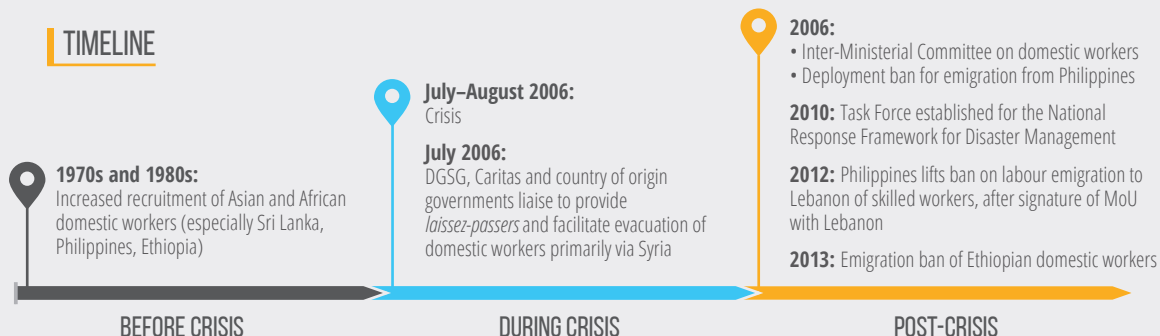 TIMELINE
1970s and 1980s:
Increased recruitment of Asian and African
domestic workers (especially Sri Lanka,
Philippines, Ethiopia)
July–August 2006:
Crisis
July 2006:
DGSG, Caritas and country of origin
governments liaise to provide
laissez-passers and facilitate evacuation of
domestic workers primarily via Syria
2006:
• Inter-Ministerial Committee on domestic workers
• Deployment ban for emigration from Philippines
2010: Task Force established for the National
Response Framework for Disaster Management
2012: Philippines lifts ban on labour emigration to
Lebanon of skilled workers, after signature of MoU
with Lebanon
2013: Emigration ban of Ethiopian domestic workers
BEFORE CRISIS
DURING CRISIS
POST-CRISIS